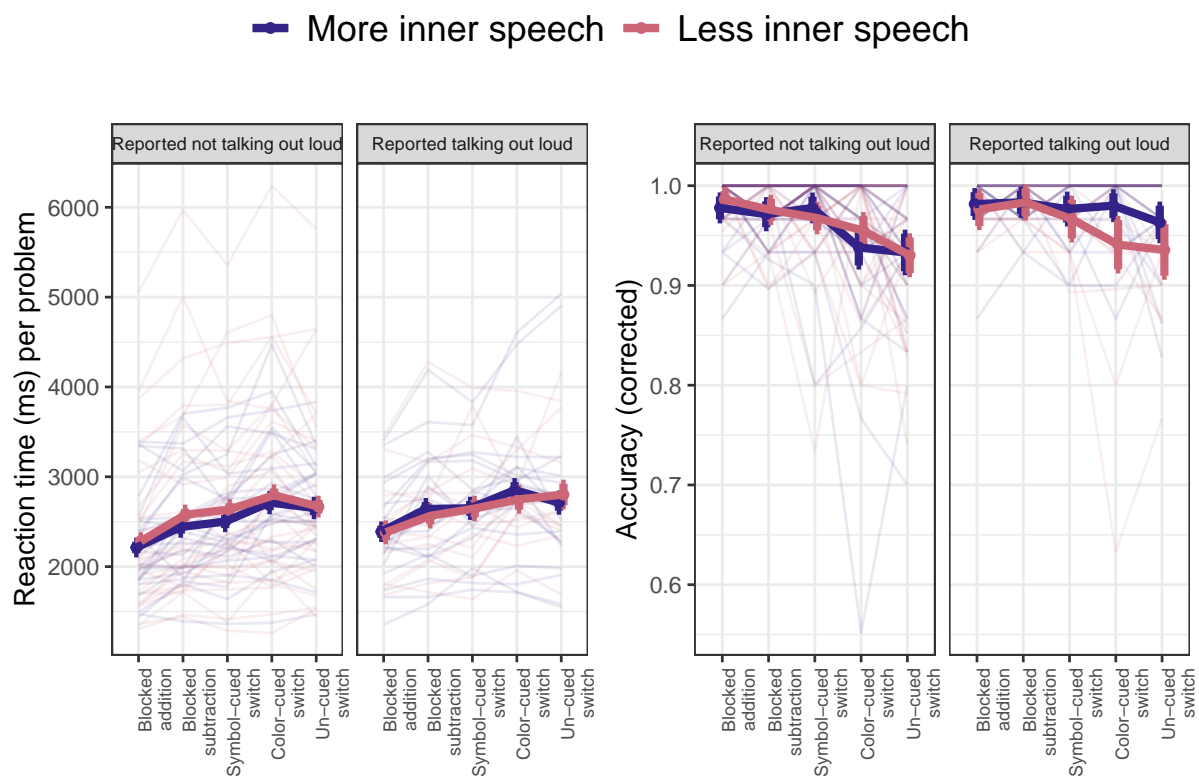 More inner speech Less inner speech
Reported not talking out loud Reported talking out loud Reported not talking out loud Reported talking out loud
Reaction time (ms) per problem
6000
5000
4000
3000
2000
Accuracy (corrected)
1.0
0.9
0.8
0.7
0.6
Blocked
addition
Blocked
subtraction
Symbol−cued
switch
Color−cued
switch
Un−cued
switch
Blocked
addition
Blocked
subtraction
Symbol−cued
switch
Color−cued
switch
Un−cued
switch
Blocked
addition
Blocked
subtraction
Symbol−cued
switch
Color−cued
switch
Un−cued
switch
Blocked
addition
Blocked
subtraction
Symbol−cued
switch
Color−cued
switch
Un−cued
switch